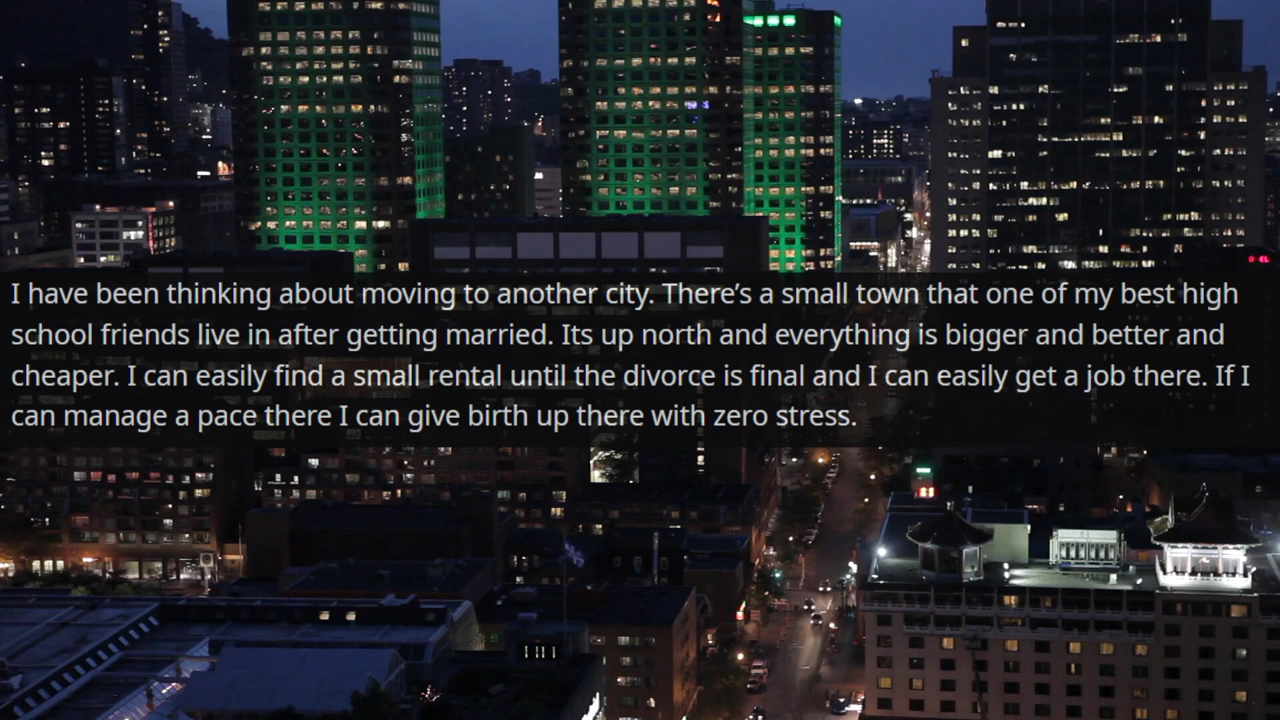 I have been thinking about moving to another city. There’s a small town that one of my best high
school friends live in after getting married. Its up north and everything is bigger and better and
cheaper. I can easily find a small rental until the divorce is final and I can easily get a job there. If I
can manage a pace there I can give birth up there with zero stress.